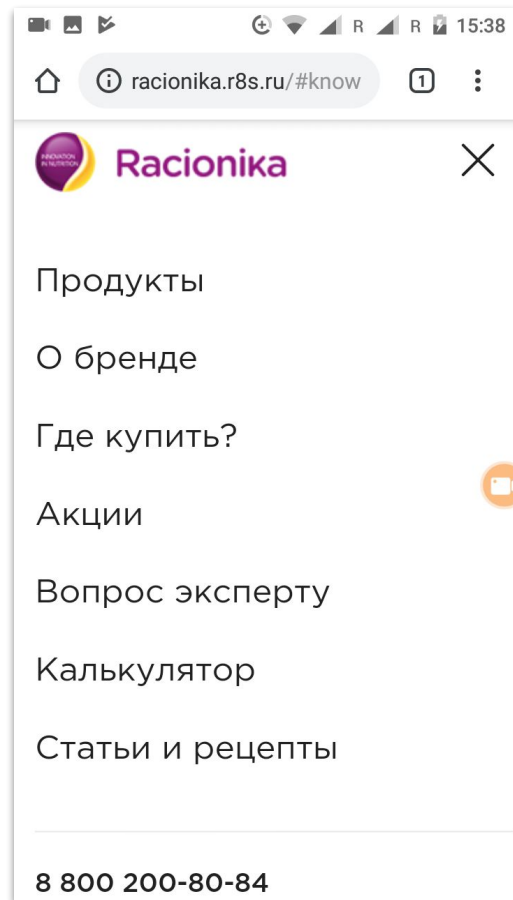 R R 15:38
racionika.r8s.ru/#know 1
INNOVATION
IN NUTRITION
Racionika
Продукты
О бренде
Где купить?
Акции
Вопрос эксперту
Калькулятор
Статьи и рецепты
8 800 200-80-84